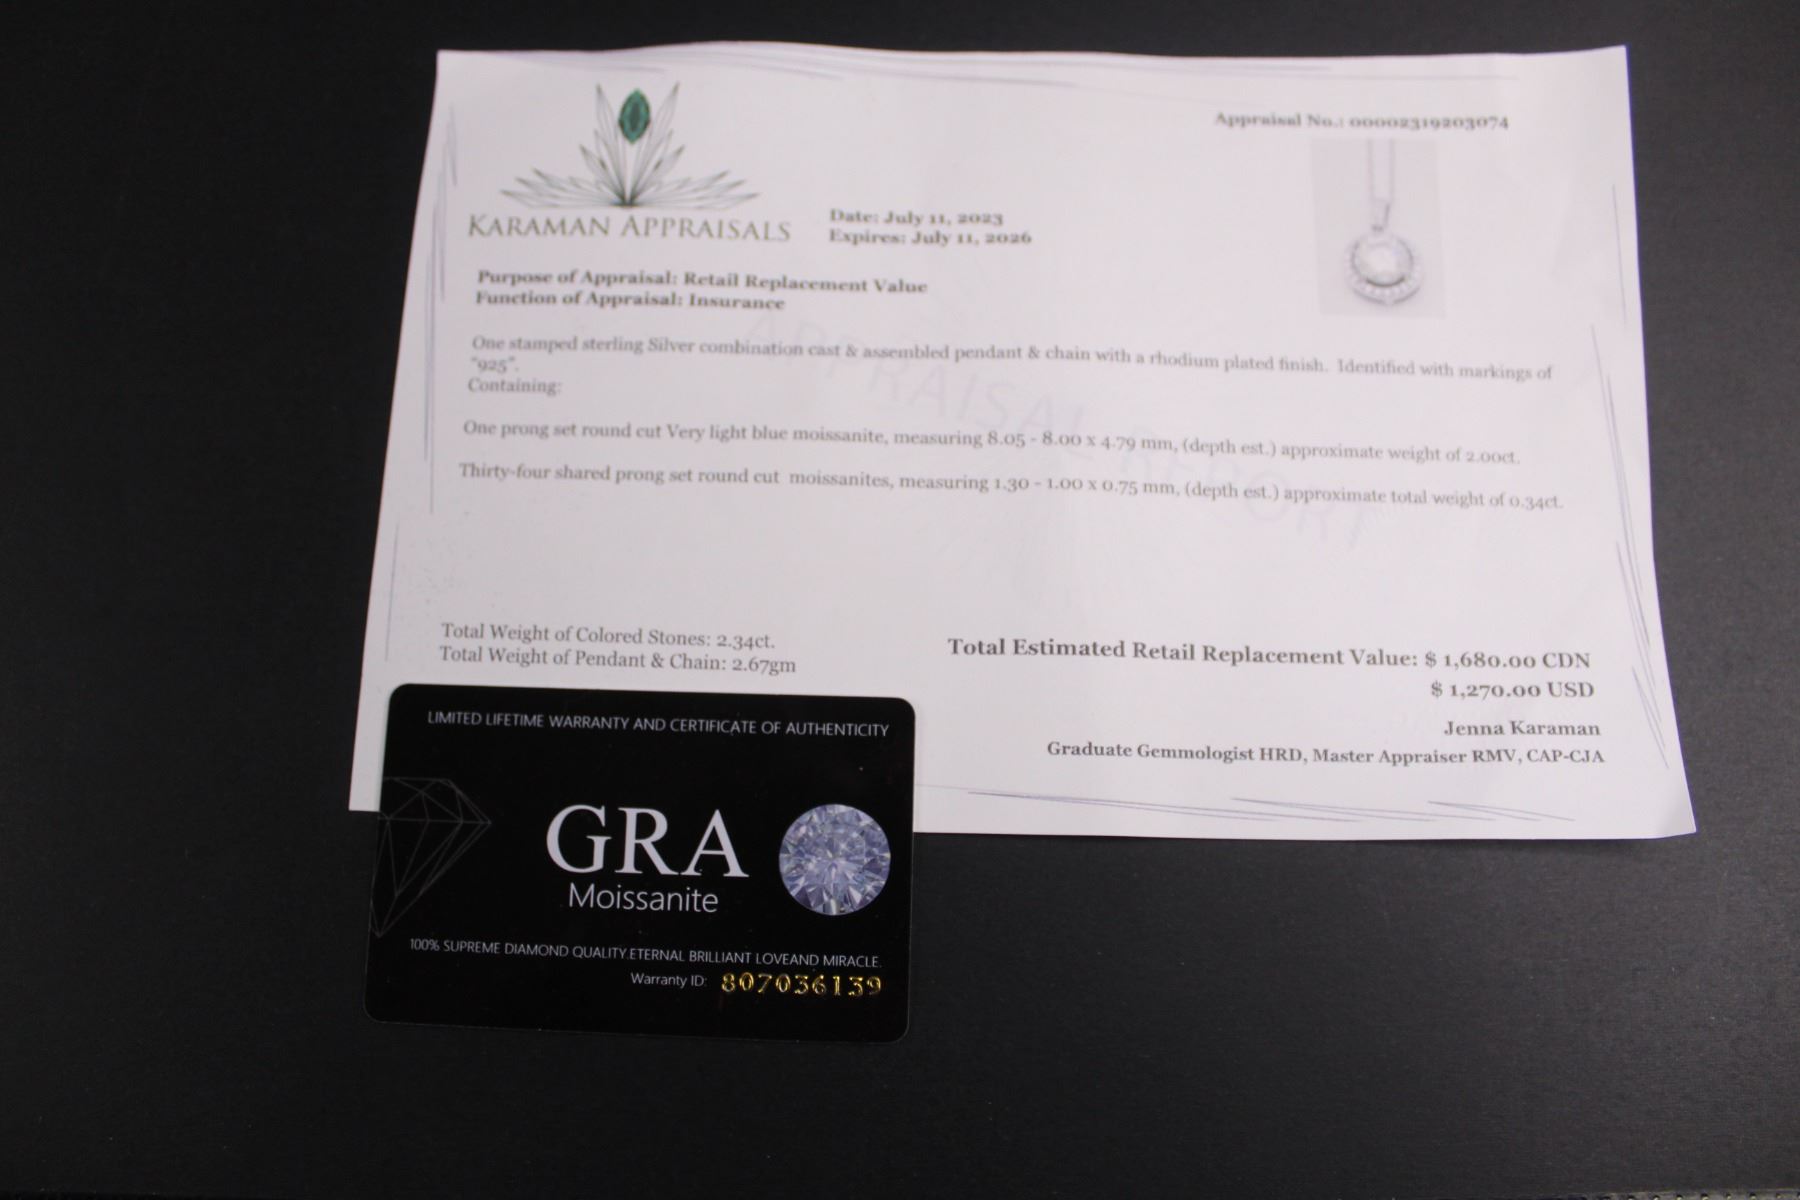 Appraisal No.: 00002319203074
KARAMAN APPRAISALS
Date: July 11, 2023
Expires: July 11, 2026
Purpose of Appraisal: Retail Replacement Value
Function of Appraisal: Insurance
One stamped sterling Silver combination cast & assembled pendant & chain with a rhodium plated finish. Identified with markings of
"925".
Containing:
One prong set round cut Very light blue moissanite, measuring 8.05 - 8.00 x 4.79 mm, (depth est.) approximate weight of 2.00ct.
Thirty-four shared prong set round cut moissanites, measuring 1.30 - 1.00 x 0.75 mm, (depth est.) approximate total weight of 0.34ct.
APPRAISAL REPORT
Total Weight of Colored Stones: 2.34ct.
Total Weight of Pendant & Chain: 2.67gm
Total Estimated Retail Replacement Value: $ 1,680.00 CDN
$ 1,270.00 USD
Jenna Karaman
Graduate Gemmologist HRD, Master Appraiser RMV, CAP-CJA
LIMITED LIFETIME WARRANTY AND CERTIFICATE OF AUTHENTICITY
GRA
Moissanite
100% SUPREME DIAMOND QUALITY.ETERNAL BRILLIANT LOVEAND MIRACLE.
Warranty ID: 807036139